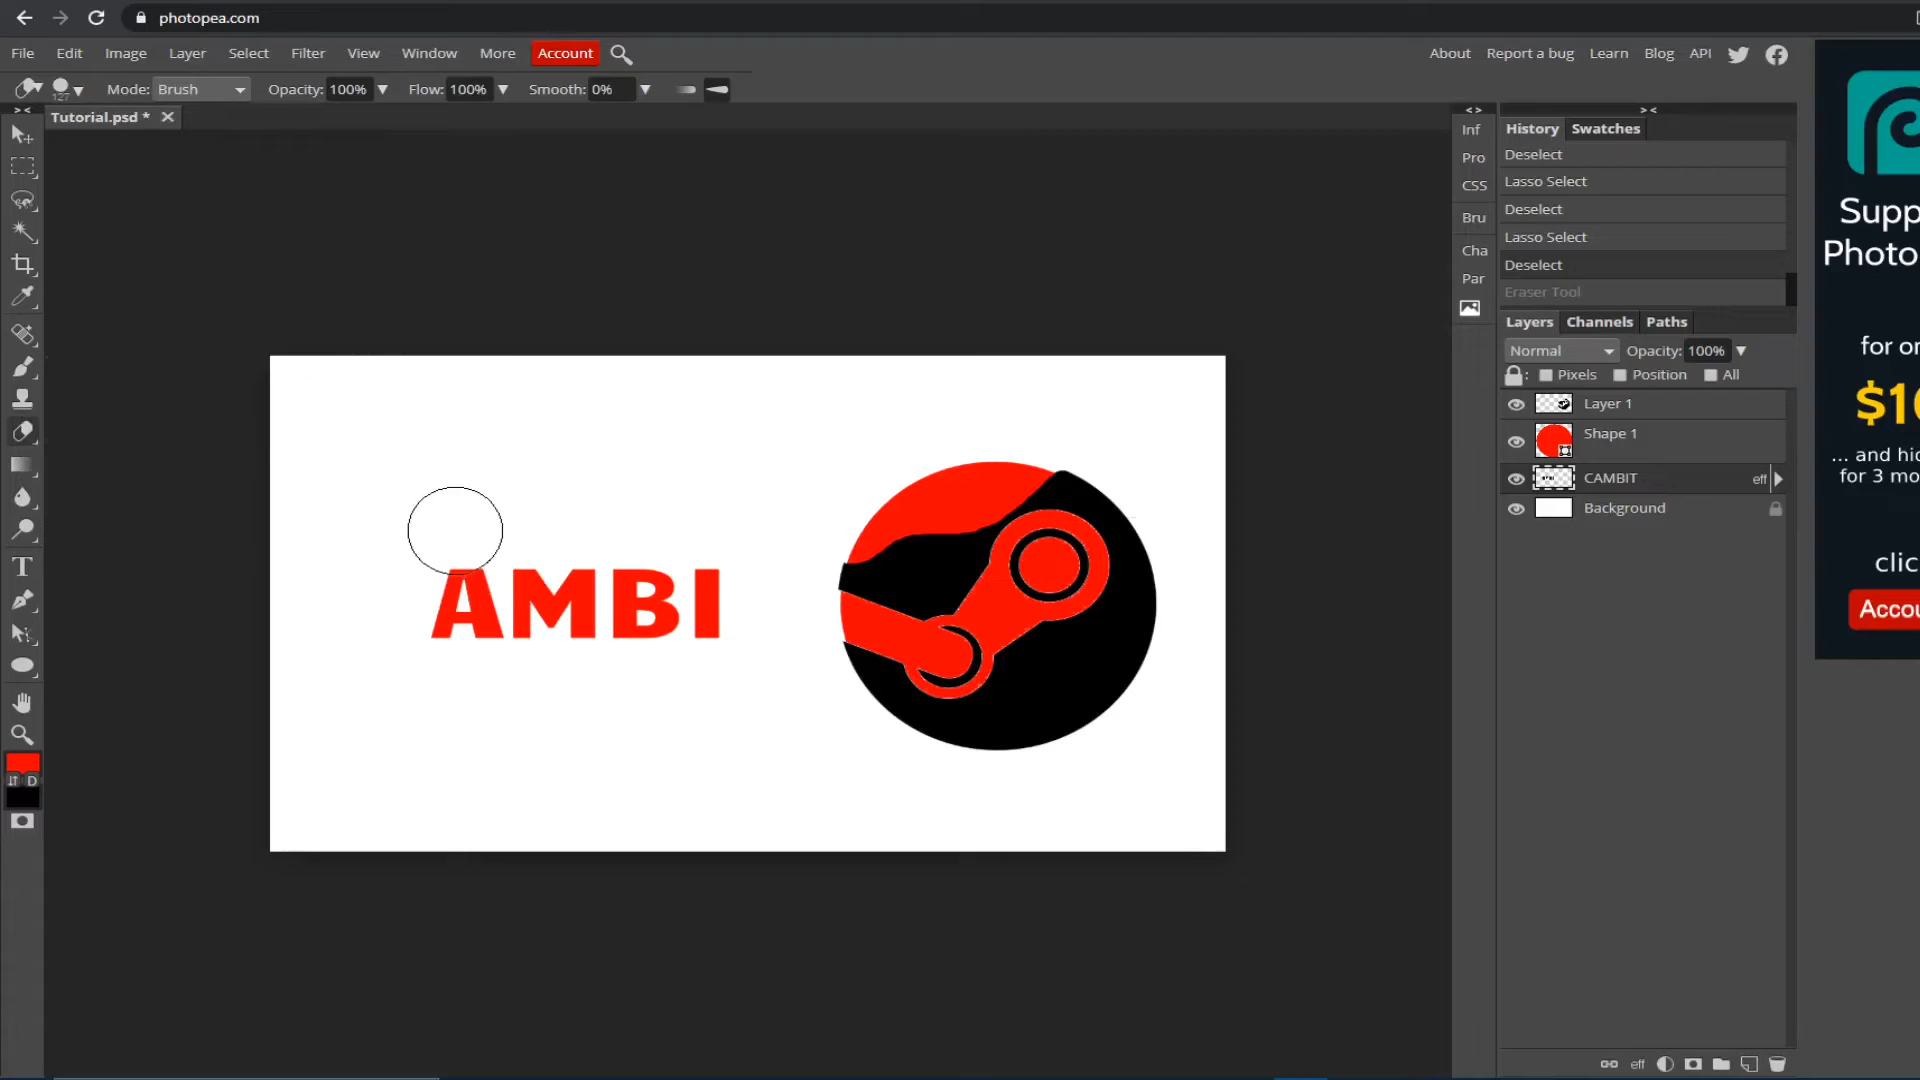 photopea.com
File Edit Image Layer Select Filter View Window More Account
About Report a bug Learn Blog API
127 Mode: Brush Opacity: 100% Flow: 100% Smooth: 0%
Tutorial.psd *
Inf
Pro
CSS
Bru
Cha
Par
History Swatches
Deselect
Lasso Select
Deselect
Lasso Select
Deselect
Eraser Tool
Layers Channels Paths
Normal Opacity: 100%
: Pixels Position All
Layer 1
Shape 1
CAMBIT eff
Background
eff
D
AMBI
Supp
Photo
for or
$10
... and hid
for 3 mo
clic
Accou